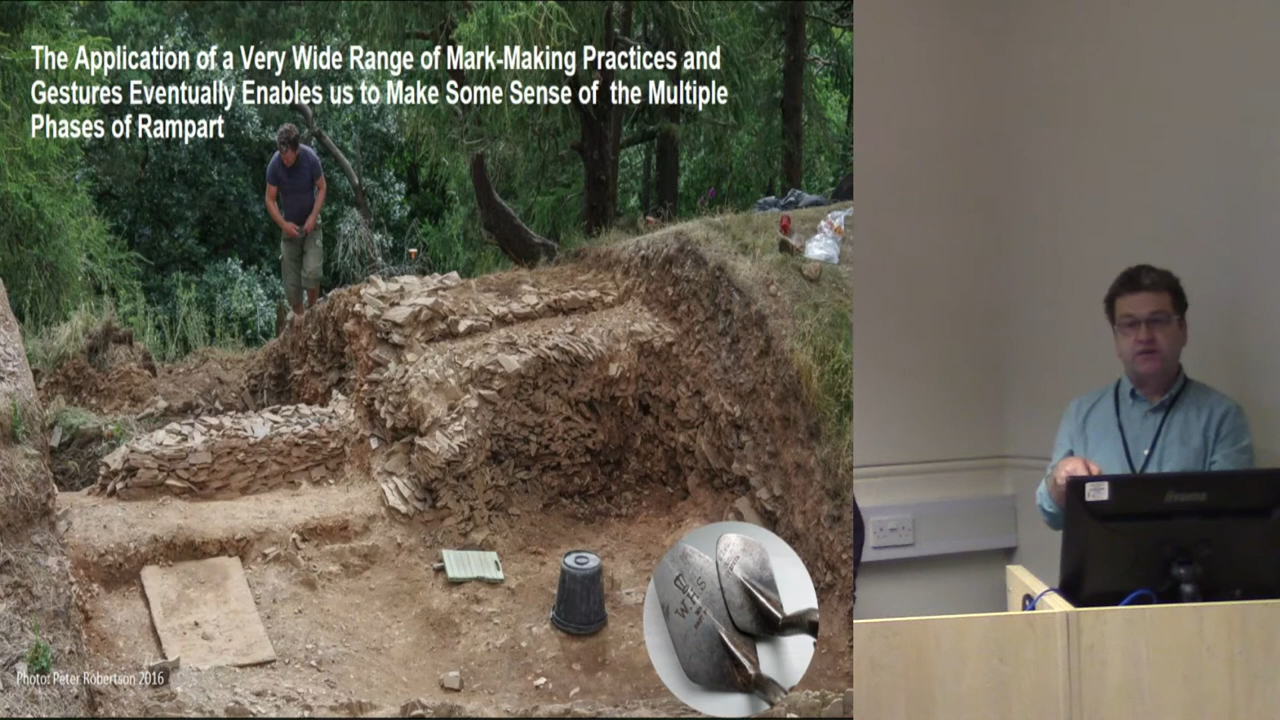 The Application of a Very Wide Range of Mark-Making Practices and
Gestures Eventually Enables us to Make Some Sense of the Multiple
Phases of Rampart
Photo: Peter Robertson 2016
iiyama